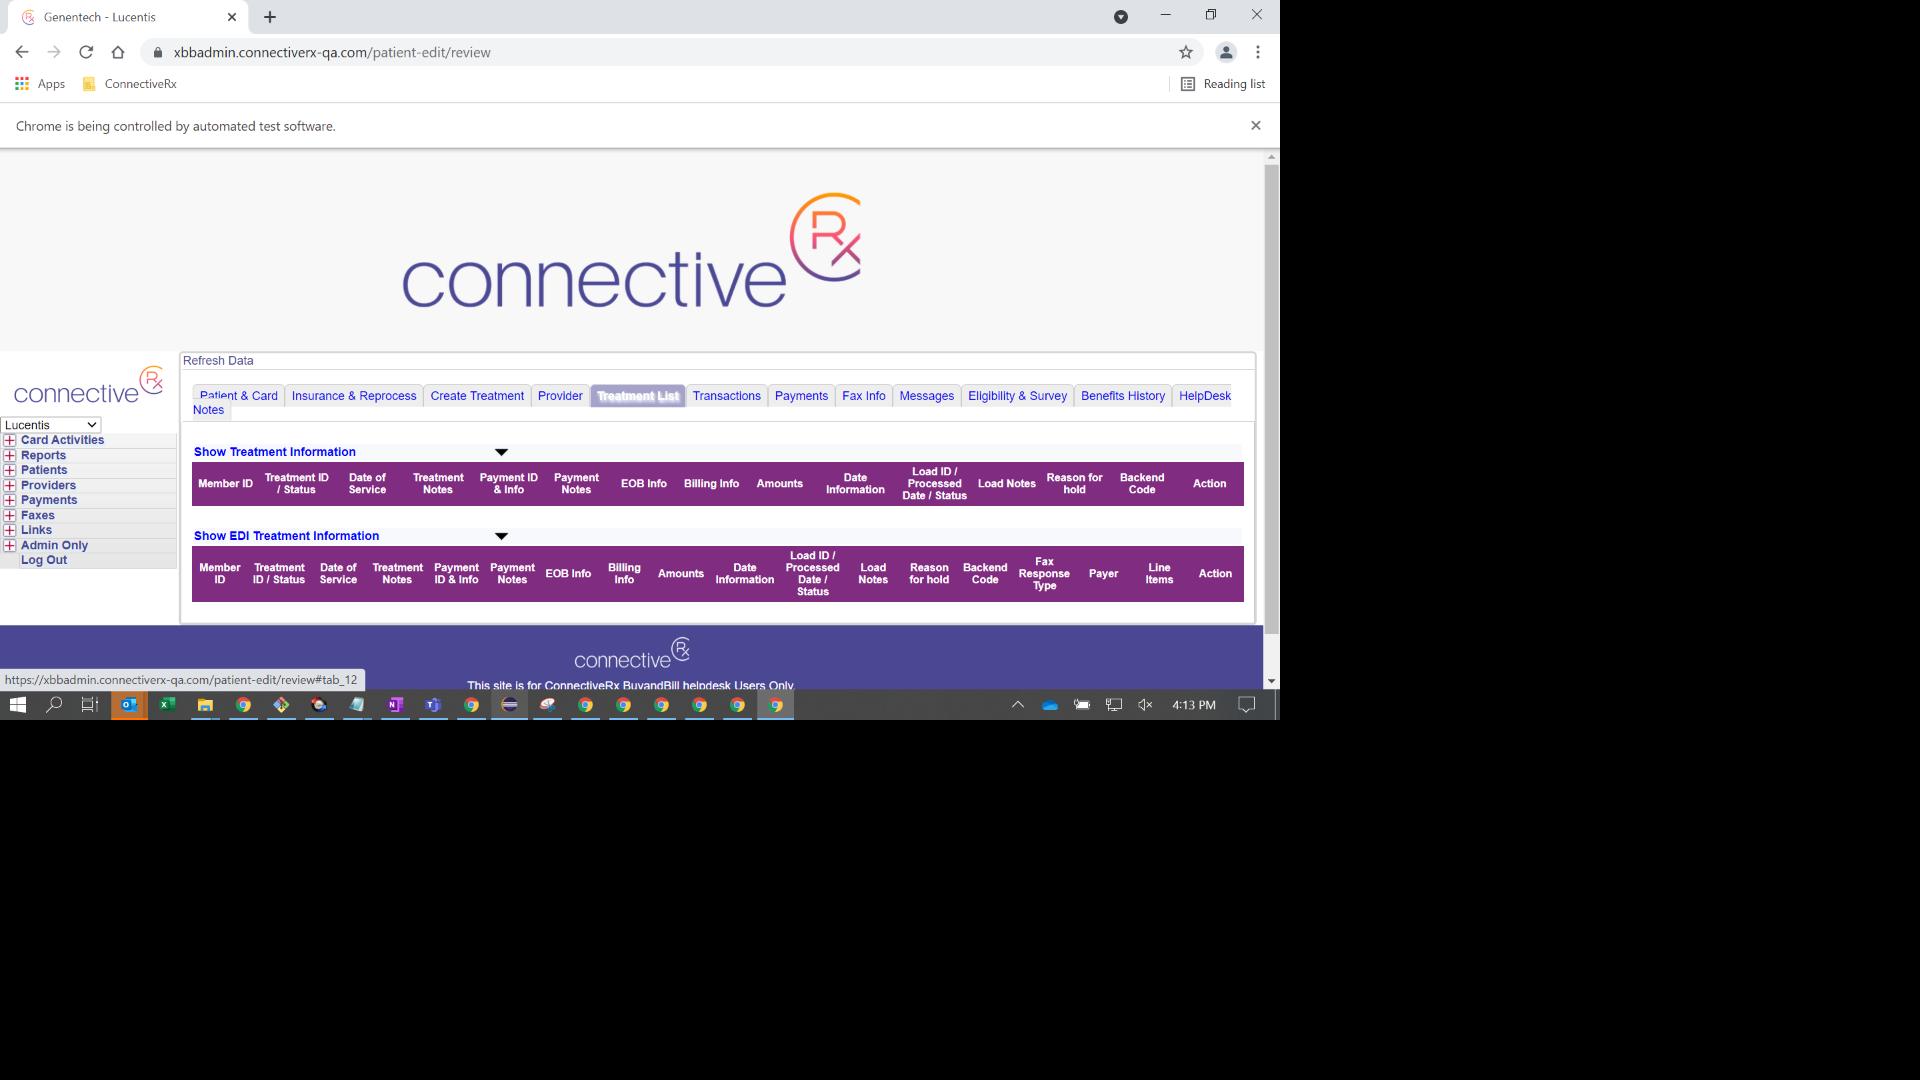 Genentech - Lucentis
xbbadmin.connectiverx-qa.com/patient-edit/review
Apps ConnectiveRx Reading list
Chrome is being controlled by automated test software.
connective Rx
Refresh Data
connective Rx
Patient & Card Insurance & Reprocess Create Treatment Provider Treatment List Transactions Payments Fax Info Messages Eligibility & Survey Benefits History HelpDesk
Notes
Lucentis
Card Activities
Reports
Patients
Providers
Payments
Faxes
Links
Admin Only
Log Out
Show Treatment Information
Member ID Treatment ID / Status Date of Service Treatment Notes Payment ID & Info Payment Notes EOB Info Billing Info Amounts Date Information Load ID / Processed Date / Status Load Notes Reason for hold Backend Code Action
Show EDI Treatment Information
Member ID Treatment ID / Status Date of Service Treatment Notes Payment ID & Info Payment Notes EOB Info Billing Info Amounts Date Information Load ID / Processed Date / Status Load Notes Reason for hold Backend Code Fax Response Type Payer Line Items Action
connective Rx
https://xbbadmin.connectiverx-qa.com/patient-edit/review#tab_12
This site is for ConnectiveRx BuyandBill helpdesk Users Only.
4:13 PM